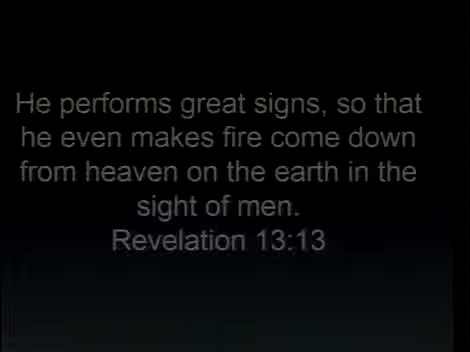 He performs great signs, so that
he even makes fire come down
from heaven on the earth in the
sight of men.
Revelation 13:13